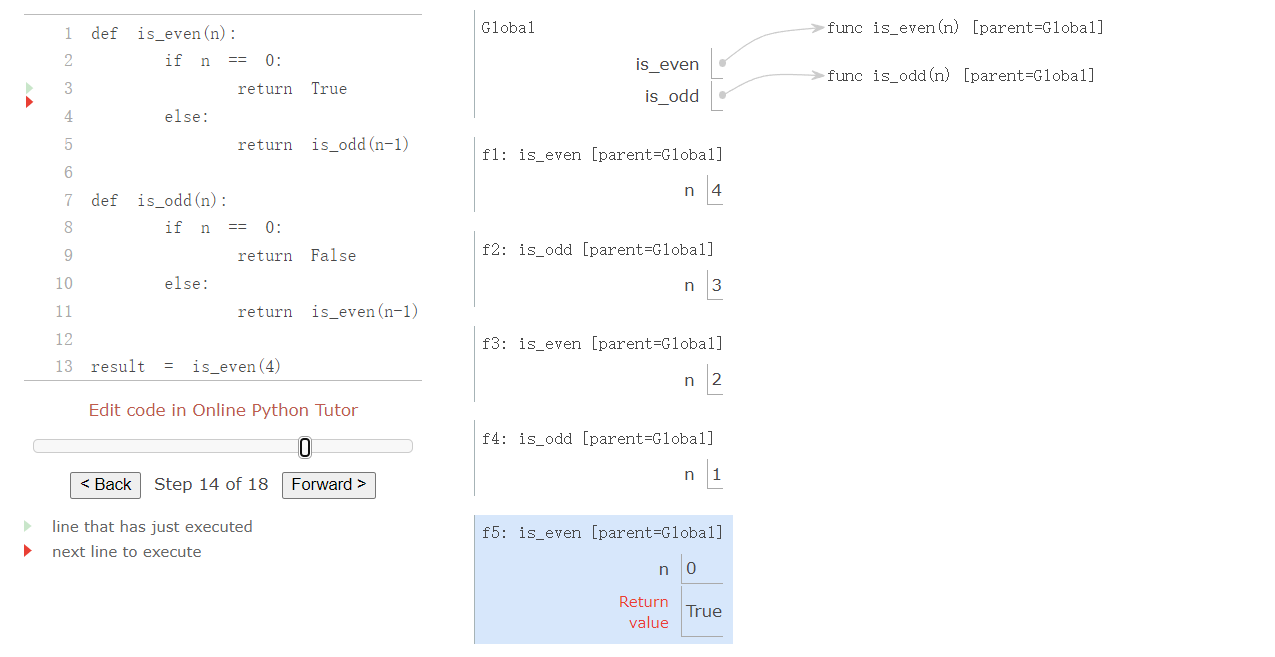 1 def is_even(n):
2 if n == 0:
3 return True
4 else:
5 return is_odd(n-1)
6
7 def is_odd(n):
8 if n == 0:
9 return False
10 else:
11 return is_even(n-1)
12
13 result = is_even(4)
Edit code in Online Python Tutor
< Back Step 14 of 18 Forward >
line that has just executed
next line to execute
Global
is_even
is_odd
func is_even(n) [parent=Global]
func is_odd(n) [parent=Global]
f1: is_even [parent=Global]
n 4
f2: is_odd [parent=Global]
n 3
f3: is_even [parent=Global]
n 2
f4: is_odd [parent=Global]
n 1
f5: is_even [parent=Global]
n 0
Return
value True